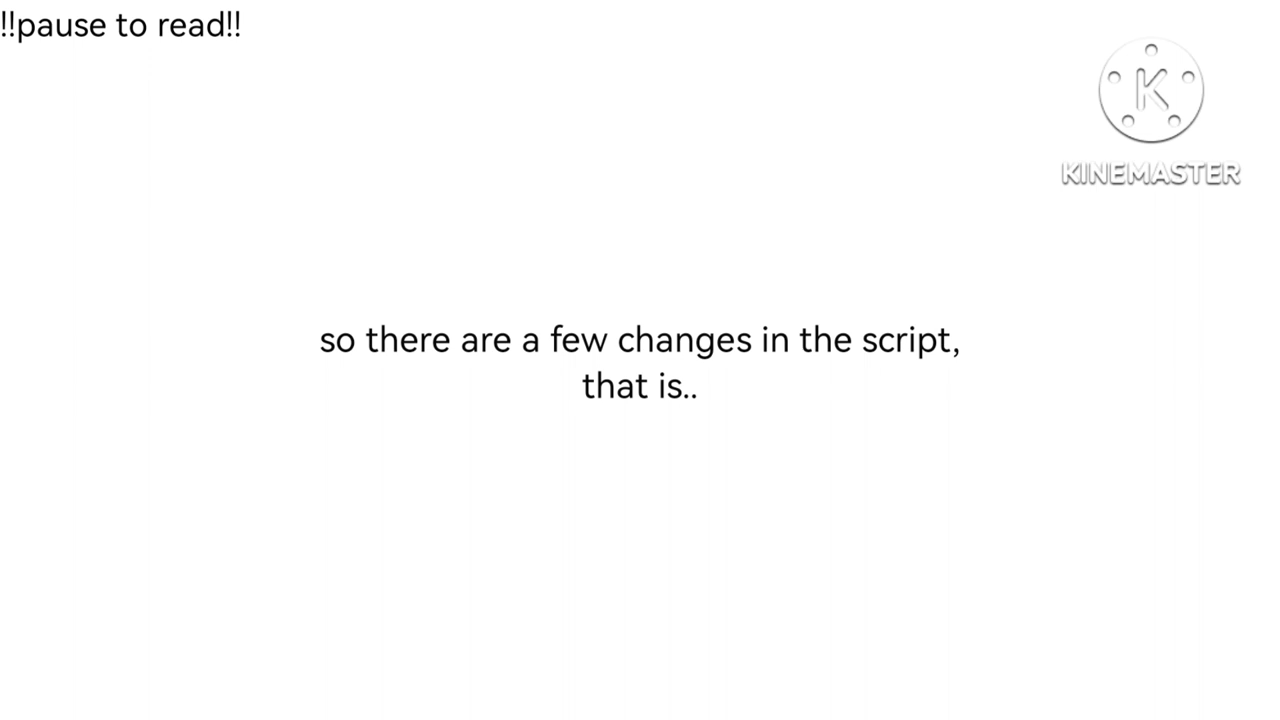 !!pause to read!!
K
KINEMASTER
so there are a few changes in the script,
that is..